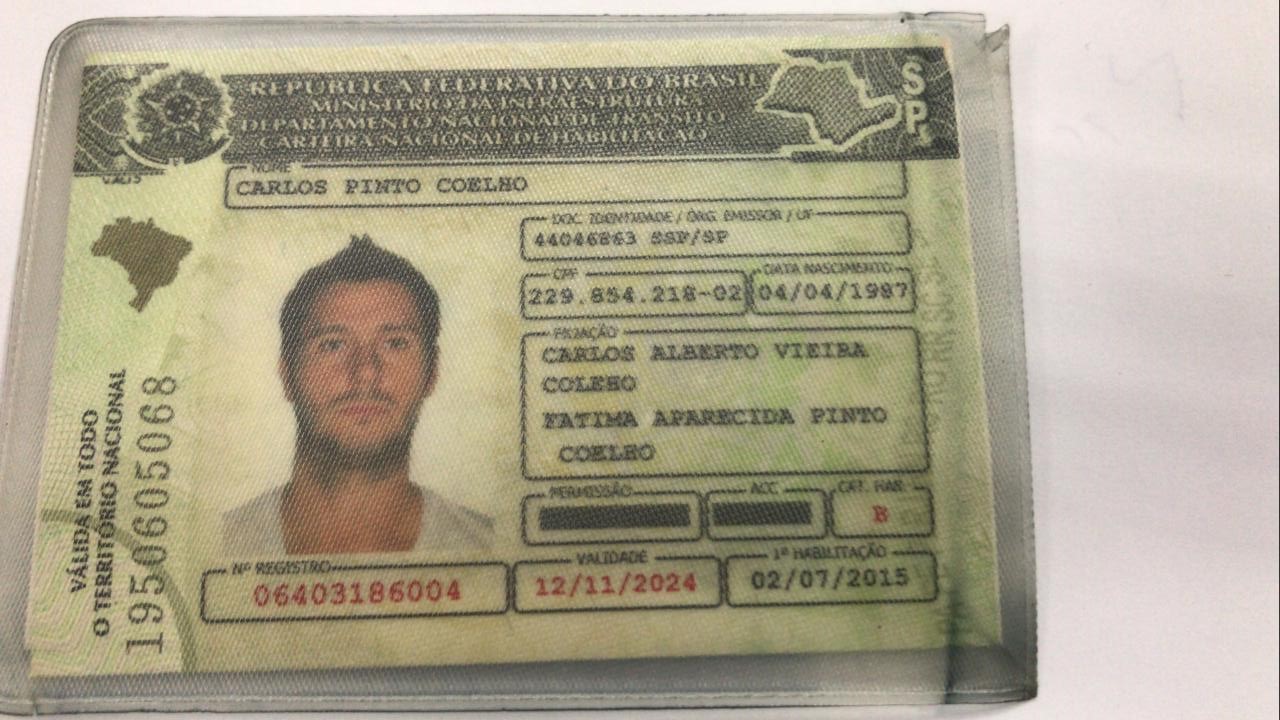 REPÚBLICA FEDERATIVA DO BRASIL
MINISTÉRIO DA INFRAESTRUTURA
DEPARTAMENTO NACIONAL DE TRÂNSITO
CARTEIRA NACIONAL DE HABILITAÇÃO
SP
NOME
CARLOS PINTO COELHO
DOC. IDENTIDADE / ÓRG. EMISSOR / UF
44046863 SSP/SP
CPF
229.854.218-02
DATA NASCIMENTO
04/04/1987
FILIAÇÃO
CARLOS ALBERTO VIEIRA
COLEHO
FATIMA APARECIDA PINTO
COELHO
PERMISSÃO
ACC
CAT. HAB.
B
Nº REGISTRO
06403186004
VALIDADE
12/11/2024
1ª HABILITAÇÃO
02/07/2015
VÁLIDA EM TODO
O TERRITÓRIO NACIONAL
1950605068